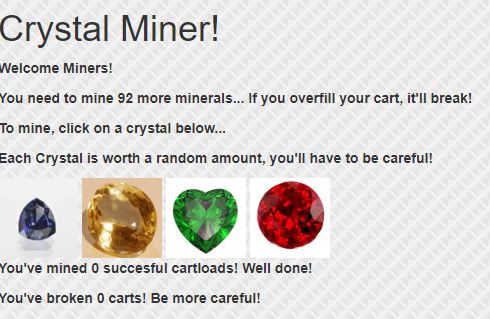 Crystal Miner!
Welcome Miners!
You need to mine 92 more minerals... If you overfill your cart, it'll break!
To mine, click on a crystal below...
Each Crystal is worth a random amount, you'll have to be careful!
You've mined 0 succesful cartloads! Well done!
You've broken 0 carts! Be more careful!